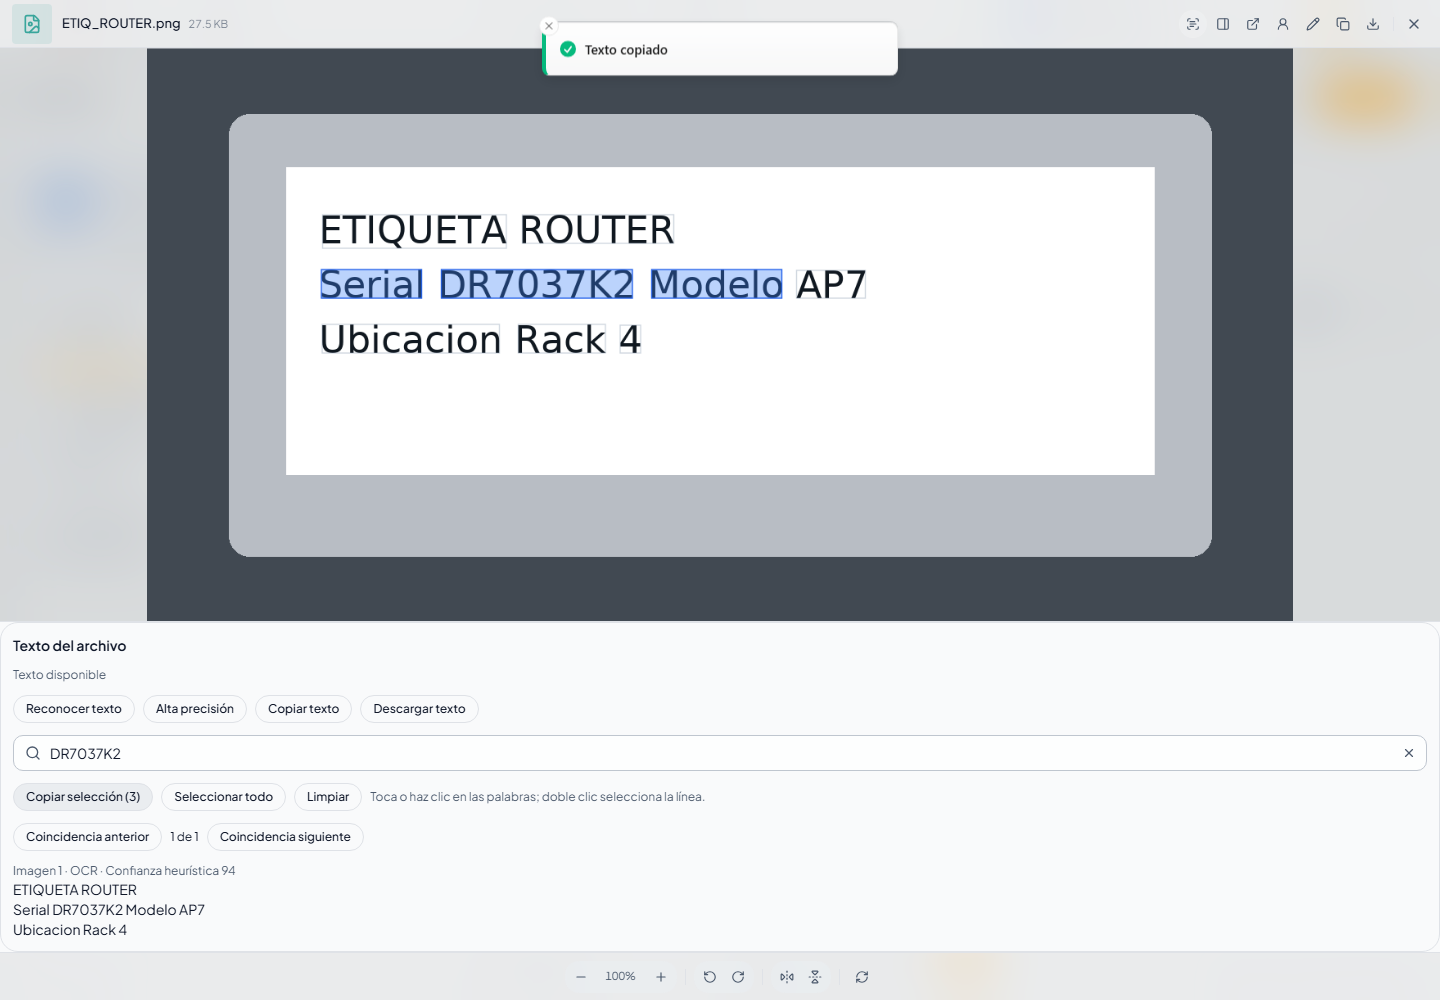 ETIQ_ROUTER.png 27.5 KB
Texto copiado
ETIQUETA ROUTER
Serial DR7037K2 Modelo AP7
Ubicacion Rack 4
Texto del archivo
Texto disponible
Reconocer texto Alta precisión Copiar texto Descargar texto
DR7037K2
Copiar selección (3) Seleccionar todo Limpiar Toca o haz clic en las palabras; doble clic selecciona la línea.
Coincidencia anterior 1 de 1 Coincidencia siguiente
Imagen 1 · OCR · Confianza heurística 94
ETIQUETA ROUTER
Serial DR7037K2 Modelo AP7
Ubicacion Rack 4
100%